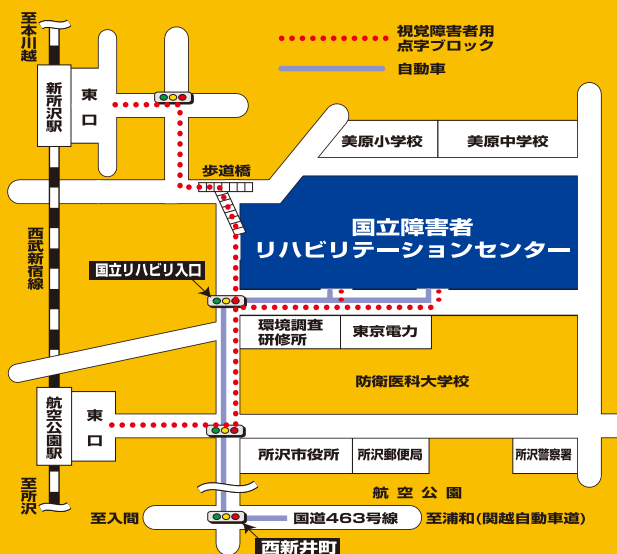 至本川越
視覚障害者用
点字ブロック
自動車
新所沢駅
東口
美原小学校
美原中学校
歩道橋
国立障害者
リハビリテーションセンター
西武新宿線
国立リハビリ入口
環境調査
研修所
東京電力
防衛医科大学校
航空公園駅
東口
所沢市役所
所沢郵便局
所沢警察署
至所沢
航空公園
至入間
国道463号線
至浦和(関越自動車道)
西新井町